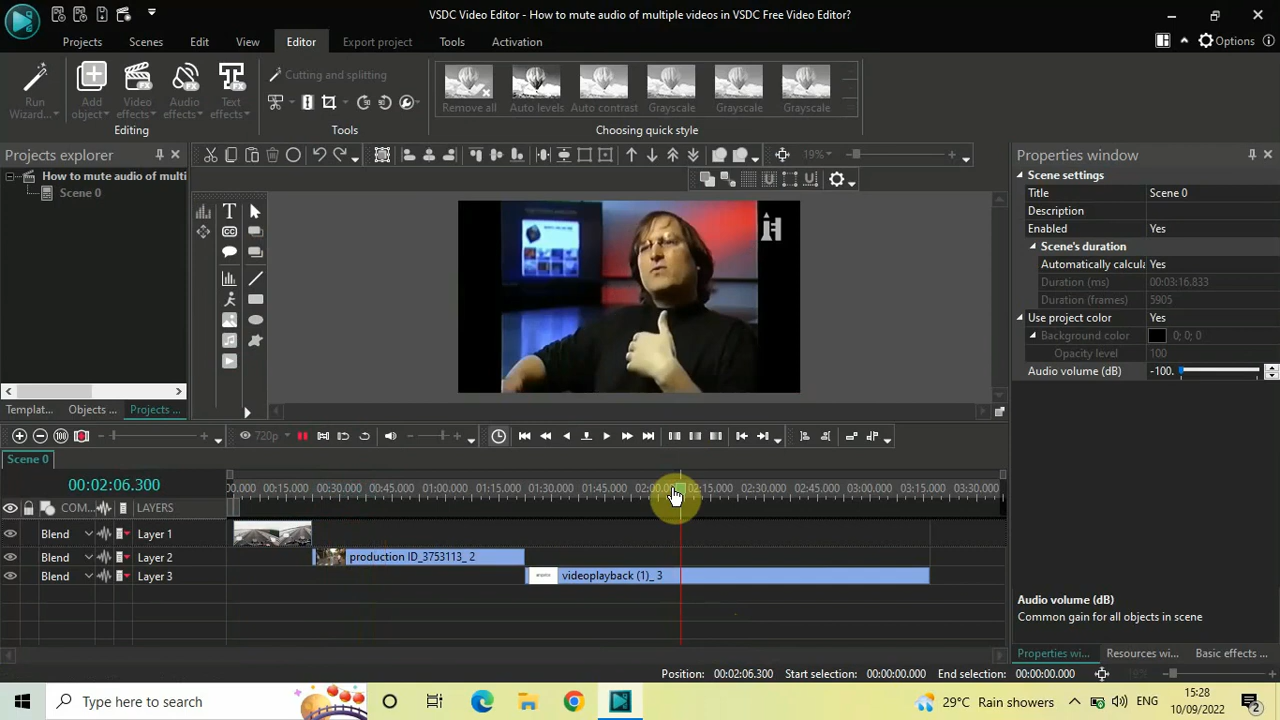 VSDC Video Editor - How to mute audio of multiple videos in VSDC Free Video Editor?
Projects Scenes Edit View Editor Export project Tools Activation
Options
Run Wizard...
Add object
Video effects
Audio effects
Text effects
Editing
Cutting and splitting
Tools
Remove all Auto levels Auto contrast Grayscale Grayscale Grayscale
Choosing quick style
Projects explorer
How to mute audio of multi
Scene 0
19%
Templat... Objects ... Projects ...
Properties window
Scene settings
Title Scene 0
Description
Enabled Yes
Scene's duration
Automatically calcula Yes
Duration (ms) 00:03:16.833
Duration (frames) 5905
Use project color Yes
Background color 0; 0; 0
Opacity level 100
Audio volume (dB) -100.
720p
Scene 0
00:02:06.300
0.000 00:15.000 00:30.000 00:45.000 01:00.000 01:15.000 01:30.000 01:45.000 02:00.000 02:15.000 02:30.000 02:45.000 03:00.000 03:15.000 03:30.000
COM... LAYERS
Blend Layer 1
Blend Layer 2 production ID_3753113_ 2
Blend Layer 3 videoplayback (1)_ 3
Audio volume (dB)
Common gain for all objects in scene
Properties wi... Resources wi... Basic effects ...
Position: 00:02:06.300 Start selection: 00:00:00.000 End selection: 00:00:00.000
Type here to search
29°C Rain showers
ENG
15:28
10/09/2022
2